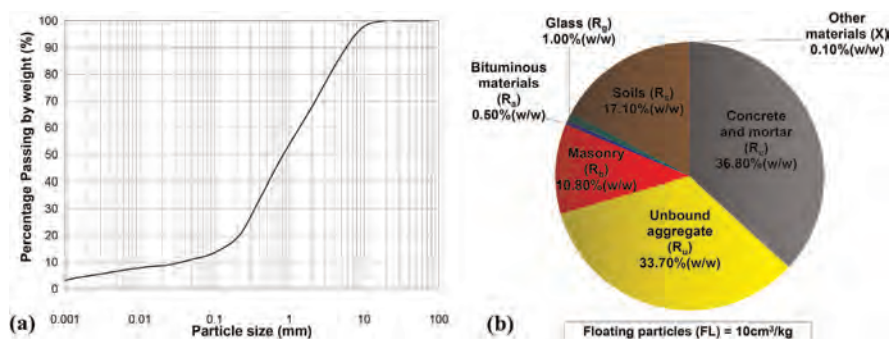 100
90
80
70
60
50
40
30
20
10
0
Percentage Passing by weight (%)
0.001
0.01
0.1
1
10
100
Particle size (mm)
(a)
Glass (Rg)
1.00%(w/w)
Other
materials (X)
0.10%(w/w)
Bituminous
materials
(Ra)
0.50%(w/w)
Soils (Rs)
17.10%(w/w)
Concrete
and mortar
(Rc)
36.80%(w/w)
Masonry
(Rb)
10.80%(w/w)
Unbound
aggregate
(Ru)
33.70%(w/w)
(b)
Floating particles (FL) = 10cm³/kg